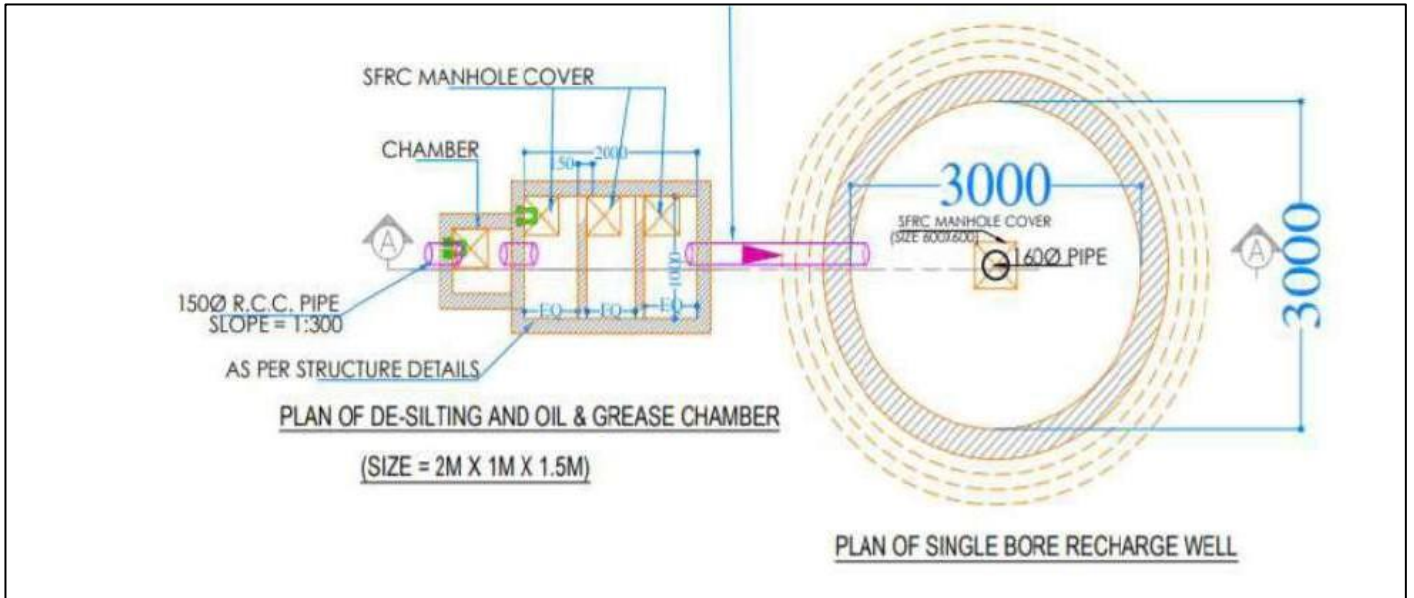 SFRC MANHOLE COVER
CHAMBER
2000
150
A
1000
EQ
EQ
EQ
150Ø R.C.C. PIPE
SLOPE = 1:300
AS PER STRUCTURE DETAILS
PLAN OF DE-SILTING AND OIL & GREASE CHAMBER
(SIZE = 2M X 1M X 1.5M)
3000
SFRC MANHOLE COVER
(SIZE 600X600)
160Ø PIPE
3000
A
PLAN OF SINGLE BORE RECHARGE WELL